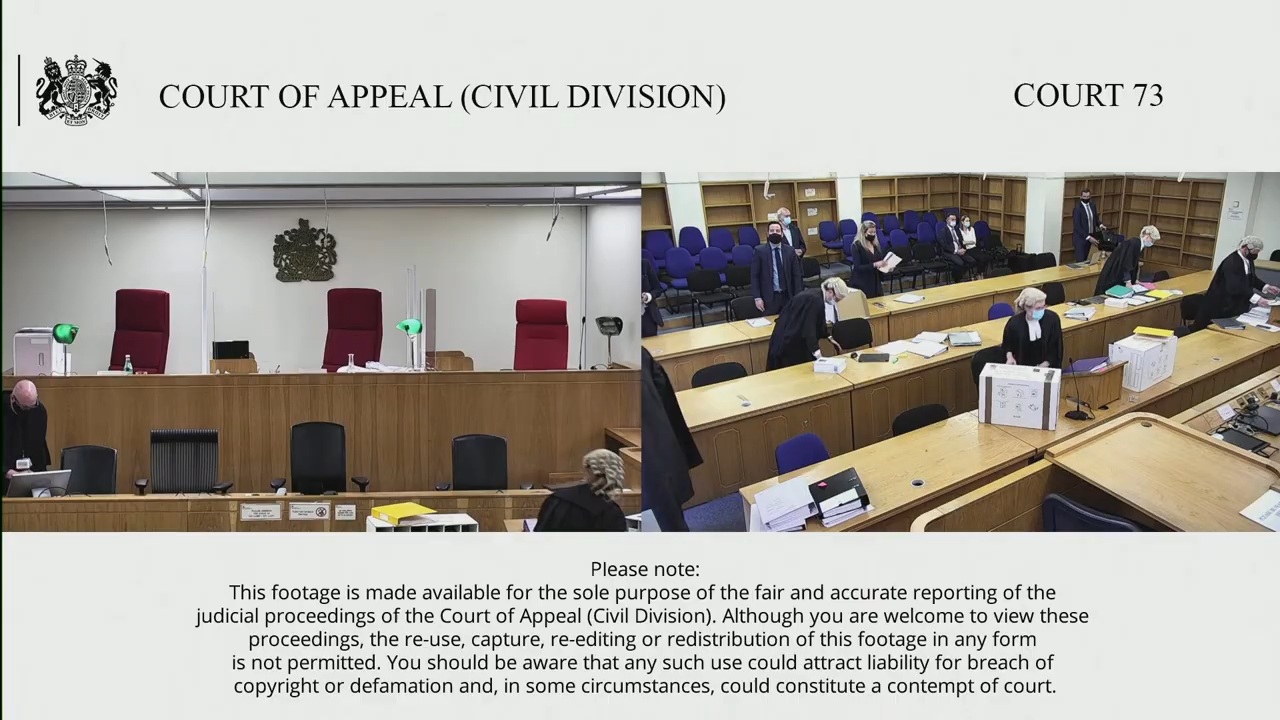 COURT OF APPEAL (CIVIL DIVISION)
COURT 73
Please note:
This footage is made available for the sole purpose of the fair and accurate reporting of the
judicial proceedings of the Court of Appeal (Civil Division). Although you are welcome to view these
proceedings, the re-use, capture, re-editing or redistribution of this footage in any form
is not permitted. You should be aware that any such use could attract liability for breach of
copyright or defamation and, in some circumstances, could constitute a contempt of court.